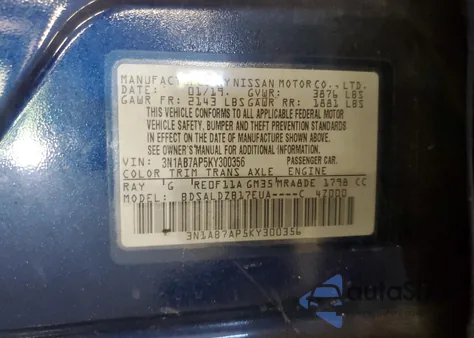 MANUFACTURED BY NISSAN MOTOR CO., LTD.
DATE: 01/19. GVWR: 3876 LBS
GAWR FR: 2143 LBS GAWR RR: 1881 LBS
THIS VEHICLE CONFORMS TO ALL APPLICABLE FEDERAL MOTOR
VEHICLE SAFETY, BUMPER AND THEFT PREVENTION STANDARDS
IN EFFECT ON THE DATE OF MANUFACTURE SHOWN ABOVE.
SEE OWNER'S MANUAL FOR ADDITIONAL INFORMATION.
VIN: 3N1AB7AP5KY300356 PASSENGER CAR.
COLOR TRIM TRANS AXLE ENGINE
RAY G RE0F11A GM35 MRA8DE 1798 CC
MODEL: BDSALDZB17EUA----C 4Z000
3N1AB7AP5KY300356